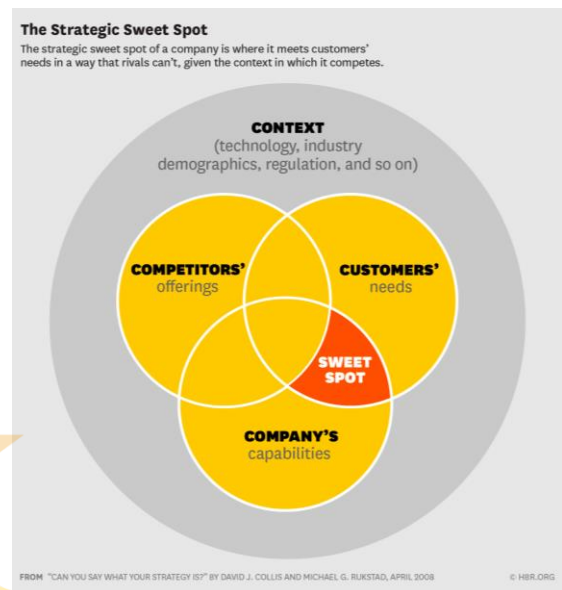 The Strategic Sweet Spot
The strategic sweet spot of a company is where it meets customers'
needs in a way that rivals can't, given the context in which it competes.
CONTEXT
(technology, industry
demographics, regulation, and so on)
COMPETITORS'
offerings
CUSTOMERS'
needs
SWEET
SPOT
COMPANY'S
capabilities
FROM "CAN YOU SAY WHAT YOUR STRATEGY IS?" BY DAVID J. COLLIS AND MICHAEL G. RUKSTAD, APRIL 2008
© HBR.ORG